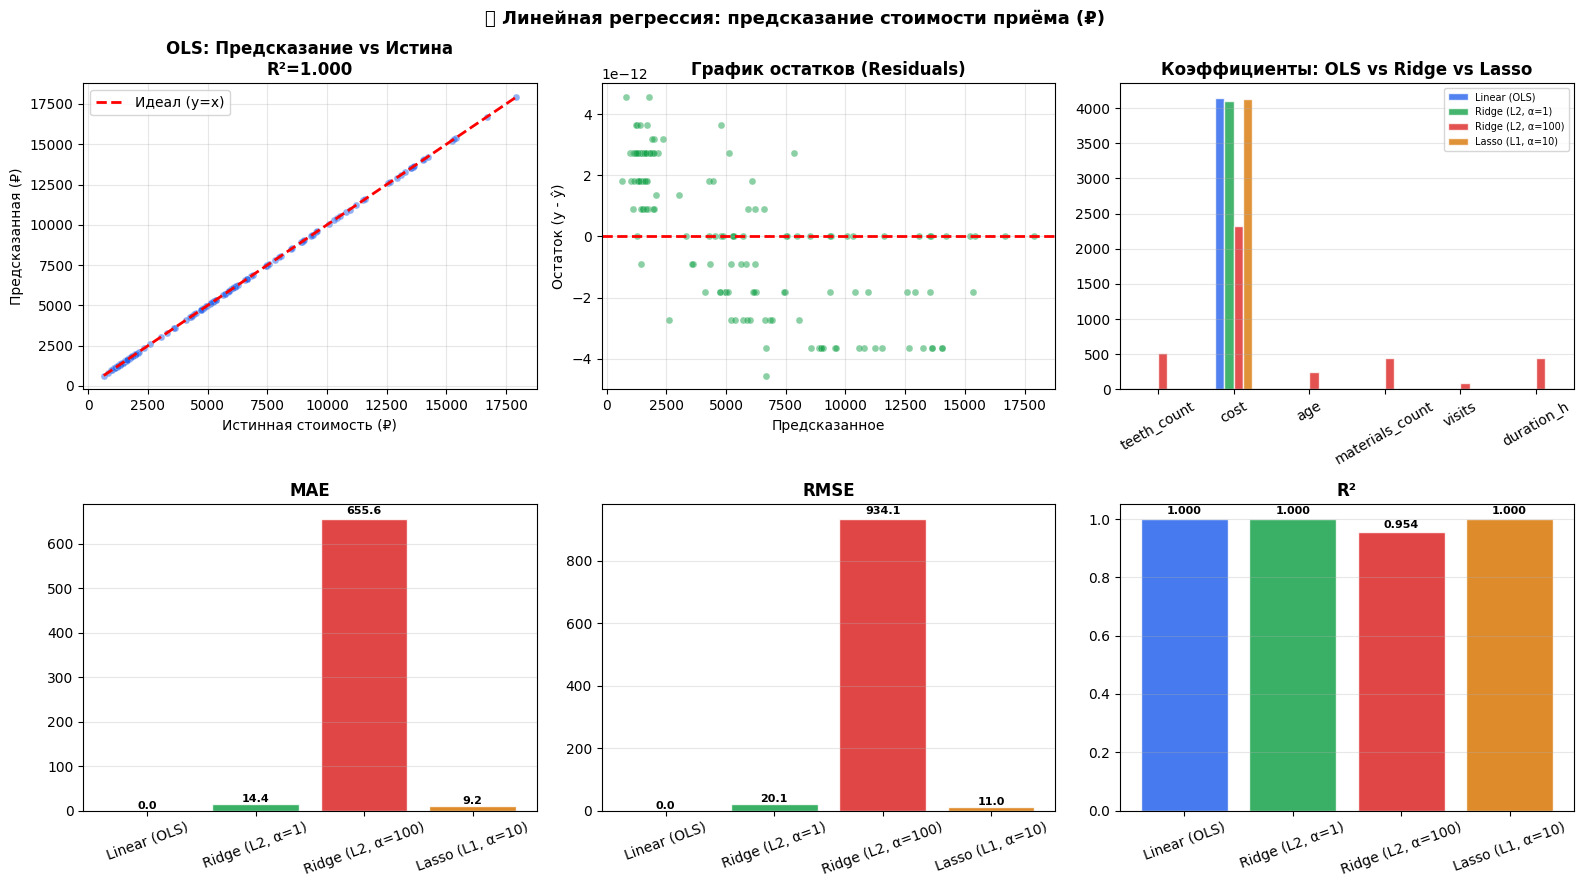 Линейная регрессия: предсказание стоимости приёма (₽)
OLS: Предсказание vs Истина
R²=1.000
Предсказанная (₽)
17500
15000
12500
10000
7500
5000
2500
0
Идеал (y=x)
0 2500 5000 7500 10000 12500 15000 17500
Истинная стоимость (₽)
График остатков (Residuals)
1e−12
Остаток (y - ŷ)
4
2
0
−2
−4
2500 5000 7500 10000 12500 15000 17500
Предсказанное
Коэффициенты: OLS vs Ridge vs Lasso
4000
3500
3000
2500
2000
1500
1000
500
0
Linear (OLS)
Ridge (L2, α=1)
Ridge (L2, α=100)
Lasso (L1, α=10)
teeth_count cost age materials_count visits duration_h
MAE
600
500
400
300
200
100
0
0.0 14.4 655.6 9.2
Linear (OLS) Ridge (L2, α=1) Ridge (L2, α=100) Lasso (L1, α=10)
RMSE
800
600
400
200
0
0.0 20.1 934.1 11.0
Linear (OLS) Ridge (L2, α=1) Ridge (L2, α=100) Lasso (L1, α=10)
R²
1.0
0.8
0.6
0.4
0.2
0.0
1.000 1.000 0.954 1.000
Linear (OLS) Ridge (L2, α=1) Ridge (L2, α=100) Lasso (L1, α=10)